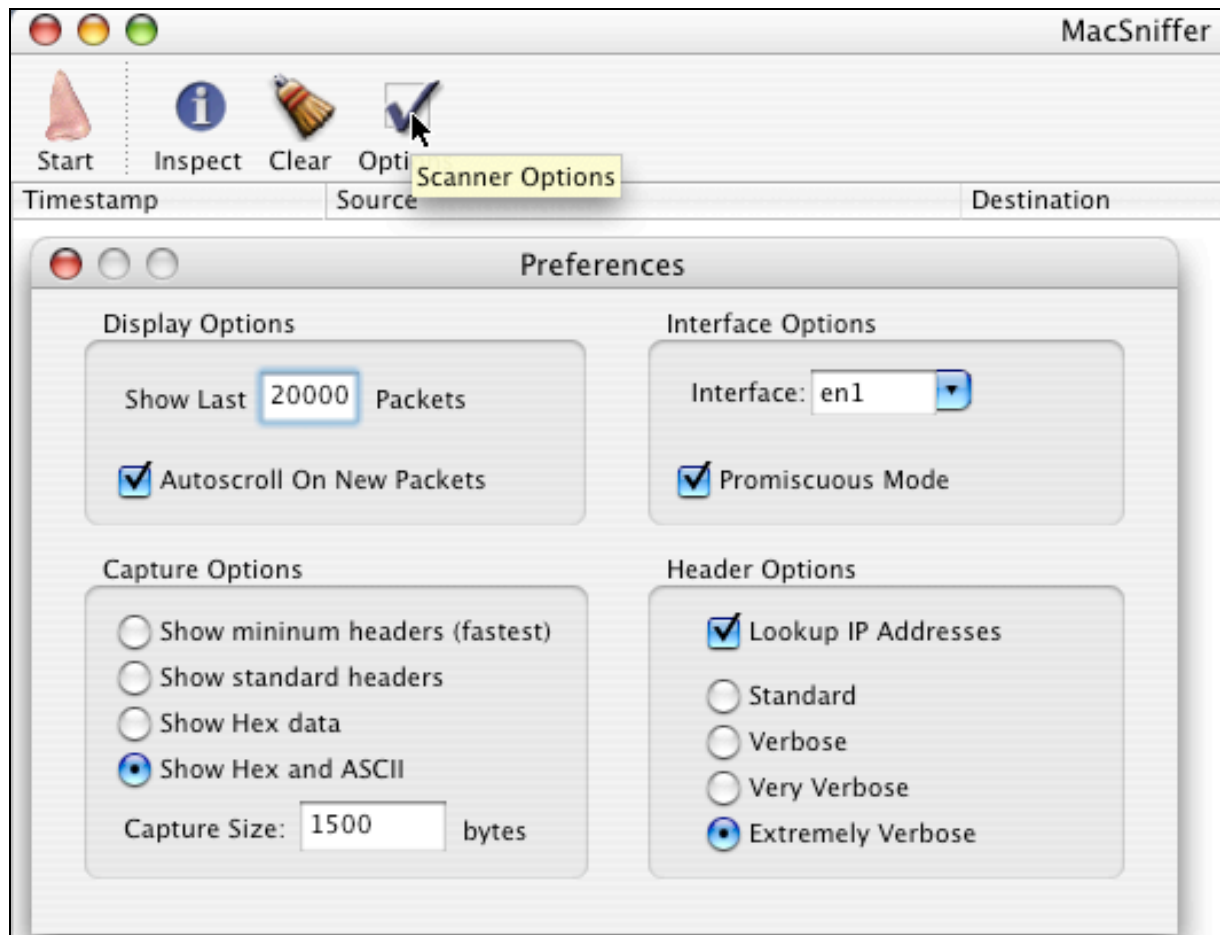 MacSniffer
Start Inspect Clear Opti
Scanner Options
Timestamp Source Destination
Preferences
Display Options
Show Last 20000 Packets
Autoscroll On New Packets
Interface Options
Interface: en1
Promiscuous Mode
Capture Options
Show mininum headers (fastest)
Show standard headers
Show Hex data
Show Hex and ASCII
Capture Size: 1500 bytes
Header Options
Lookup IP Addresses
Standard
Verbose
Very Verbose
Extremely Verbose